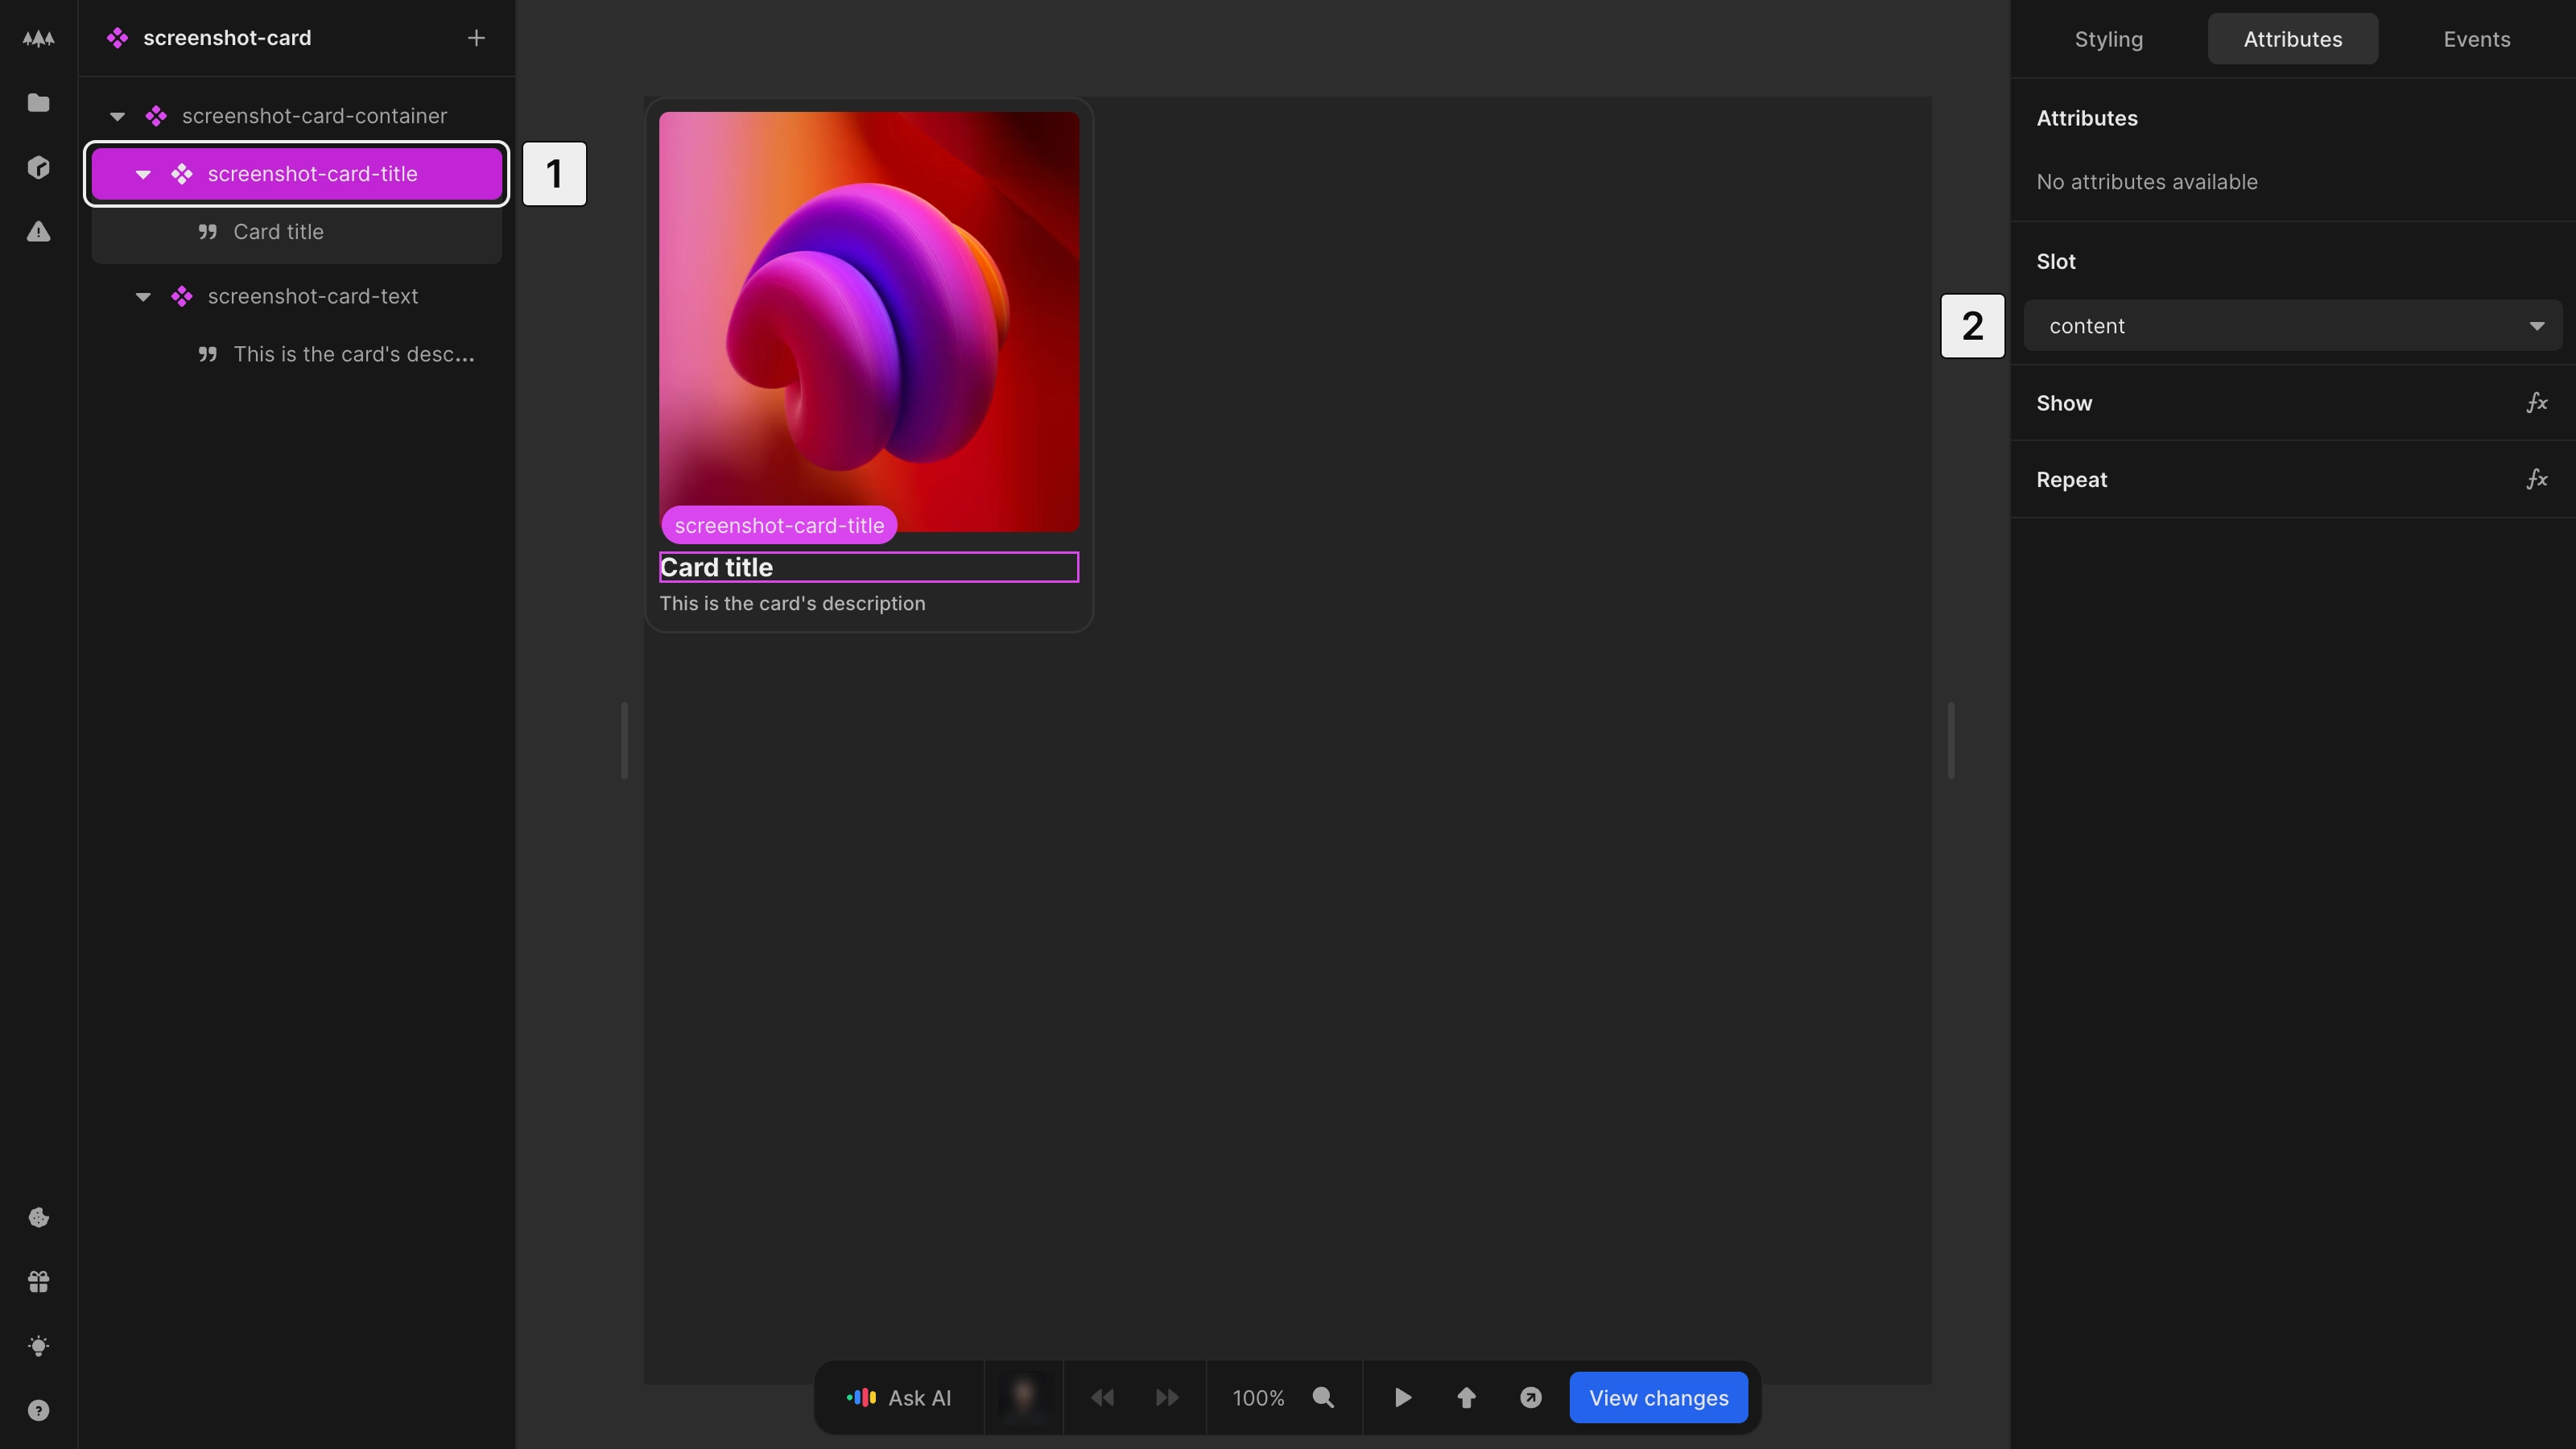 screenshot-card
screenshot-card-container
screenshot-card-title
Card title
screenshot-card-text
This is the card's desc...
1
screenshot-card-title
Card title
This is the card's description
2
Styling
Attributes
Events
Attributes
No attributes available
Slot
content
Show
fx
Repeat
fx
Ask AI
100%
View changes